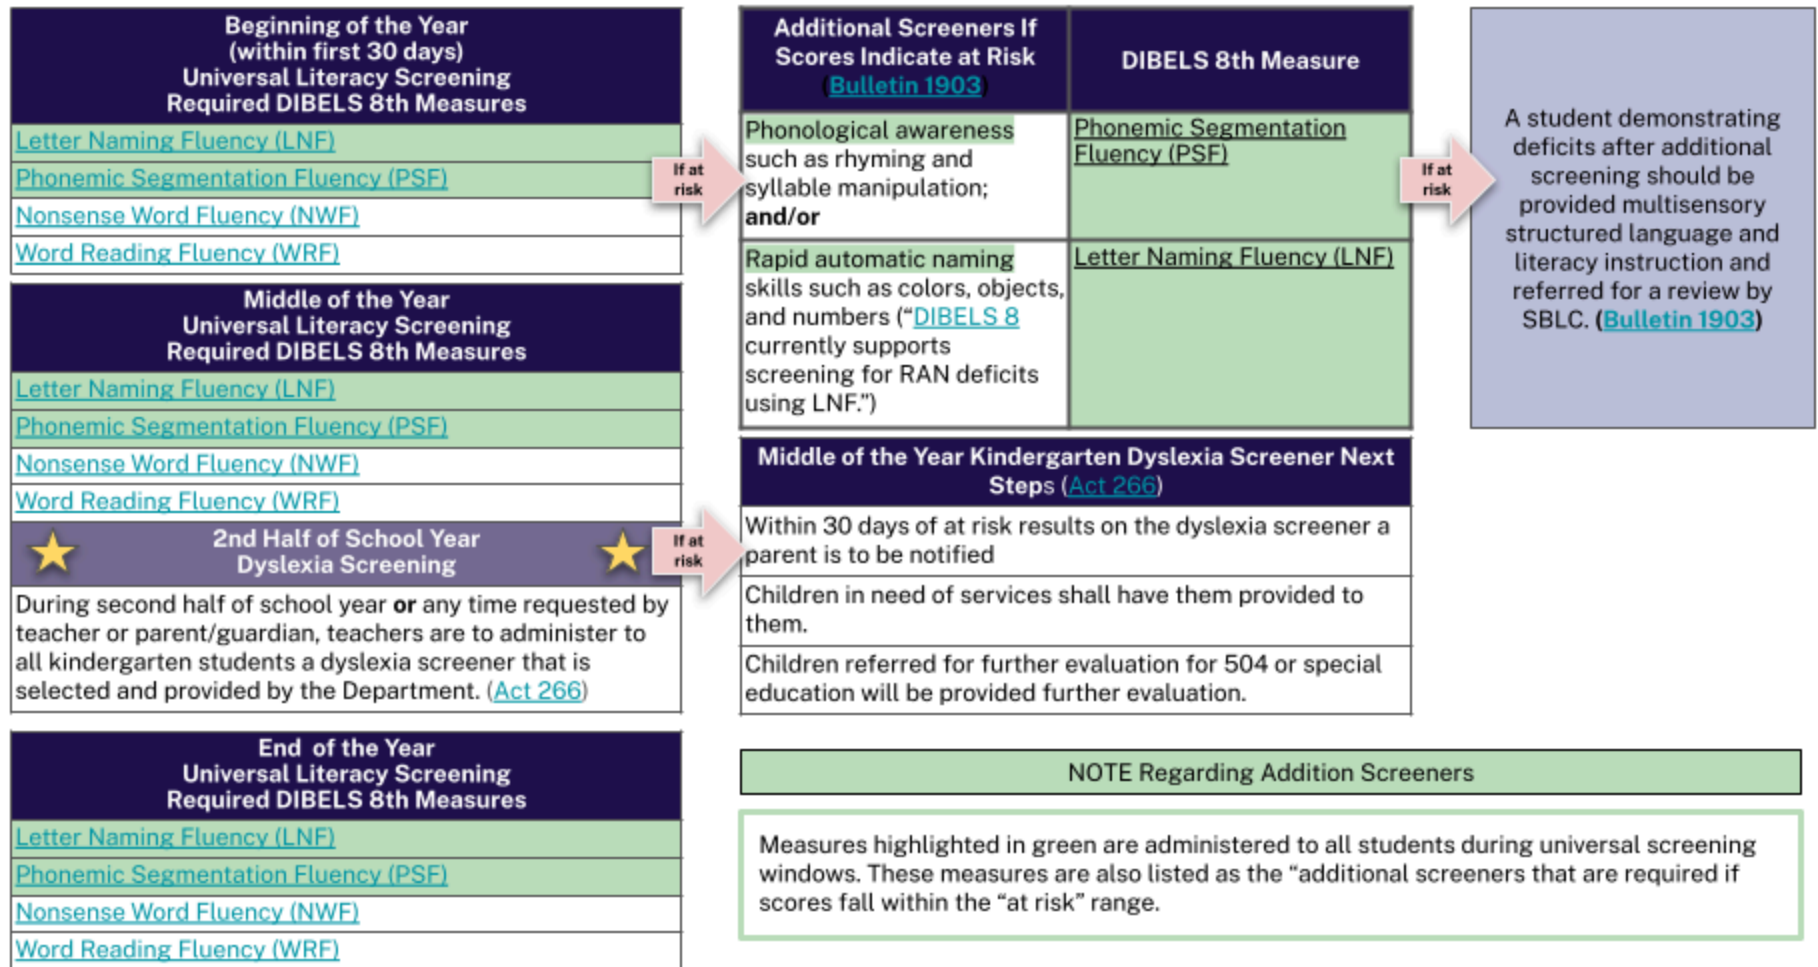 Beginning of the Year
(within first 30 days)
Universal Literacy Screening
Required DIBELS 8th Measures
Letter Naming Fluency (LNF)
Phonemic Segmentation Fluency (PSF)
Nonsense Word Fluency (NWF)
Word Reading Fluency (WRF)
If at
risk
Additional Screeners If
Scores Indicate at Risk
(Bulletin 1903)
DIBELS 8th Measure
Phonological awareness
such as rhyming and
syllable manipulation;
and/or
Phonemic Segmentation
Fluency (PSF)
Rapid automatic naming
skills such as colors, objects,
and numbers (“DIBELS 8
currently supports
screening for RAN deficits
using LNF.”)
Letter Naming Fluency (LNF)
If at
risk
A student demonstrating
deficits after additional
screening should be
provided multisensory
structured language and
literacy instruction and
referred for a review by
SBLC. (Bulletin 1903)
Middle of the Year
Universal Literacy Screening
Required DIBELS 8th Measures
Letter Naming Fluency (LNF)
Phonemic Segmentation Fluency (PSF)
Nonsense Word Fluency (NWF)
Word Reading Fluency (WRF)
2nd Half of School Year
Dyslexia Screening
During second half of school year or any time requested by
teacher or parent/guardian, teachers are to administer to
all kindergarten students a dyslexia screener that is
selected and provided by the Department. (Act 266)
If at
risk
Middle of the Year Kindergarten Dyslexia Screener Next
Steps (Act 266)
Within 30 days of at risk results on the dyslexia screener a
parent is to be notified
Children in need of services shall have them provided to
them.
Children referred for further evaluation for 504 or special
education will be provided further evaluation.
End of the Year
Universal Literacy Screening
Required DIBELS 8th Measures
Letter Naming Fluency (LNF)
Phonemic Segmentation Fluency (PSF)
Nonsense Word Fluency (NWF)
Word Reading Fluency (WRF)
NOTE Regarding Addition Screeners
Measures highlighted in green are administered to all students during universal screening
windows. These measures are also listed as the “additional screeners that are required if
scores fall within the “at risk” range.